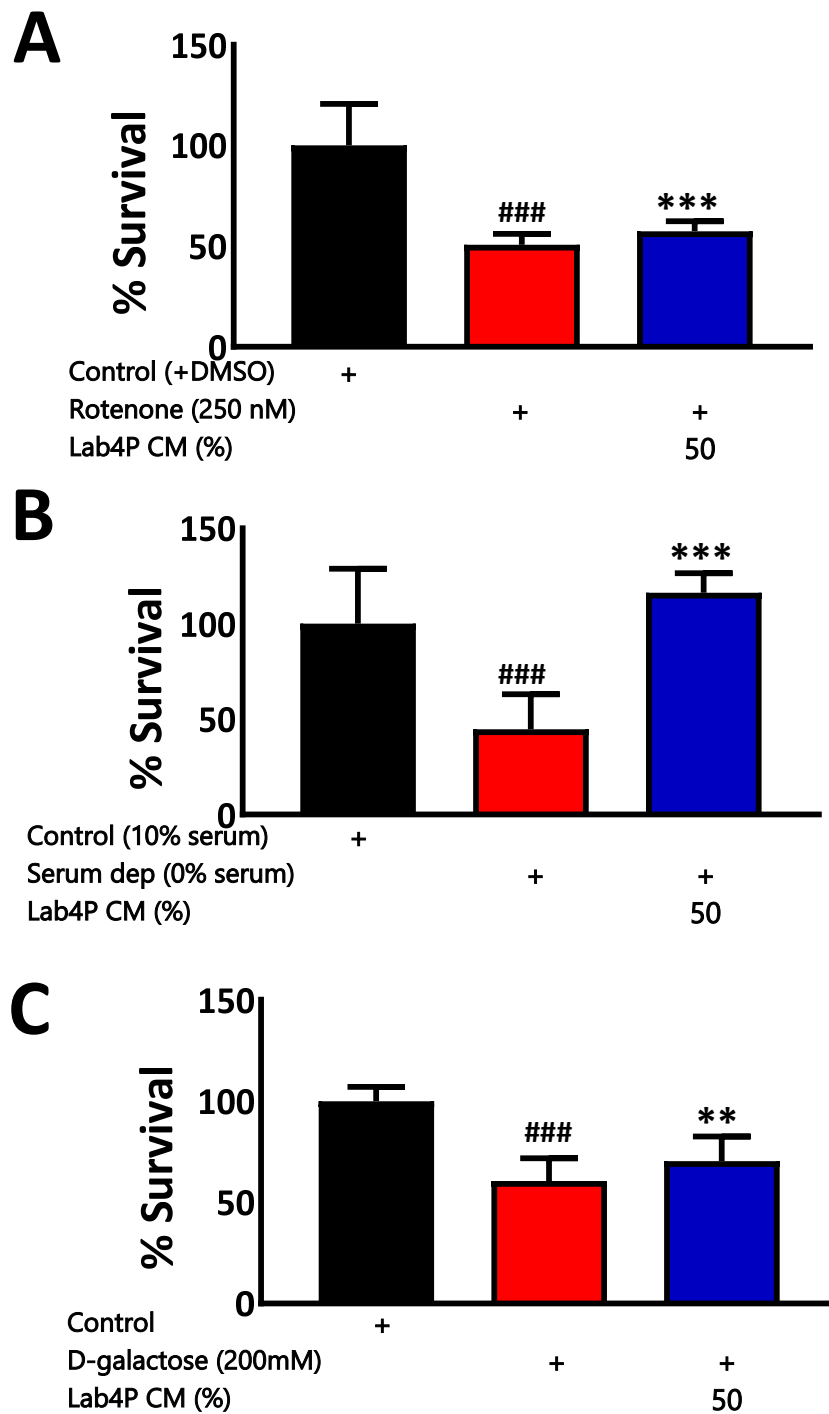 A
% Survival
150
100
50
0
###
***
Control (+DMSO) +
Rotenone (250 nM) + +
Lab4P CM (%) 50
B
% Survival
150
100
50
0
###
***
Control (10% serum) +
Serum dep (0% serum) + +
Lab4P CM (%) 50
C
% Survival
150
100
50
0
###
**
Control +
D-galactose (200mM) + +
Lab4P CM (%) 50